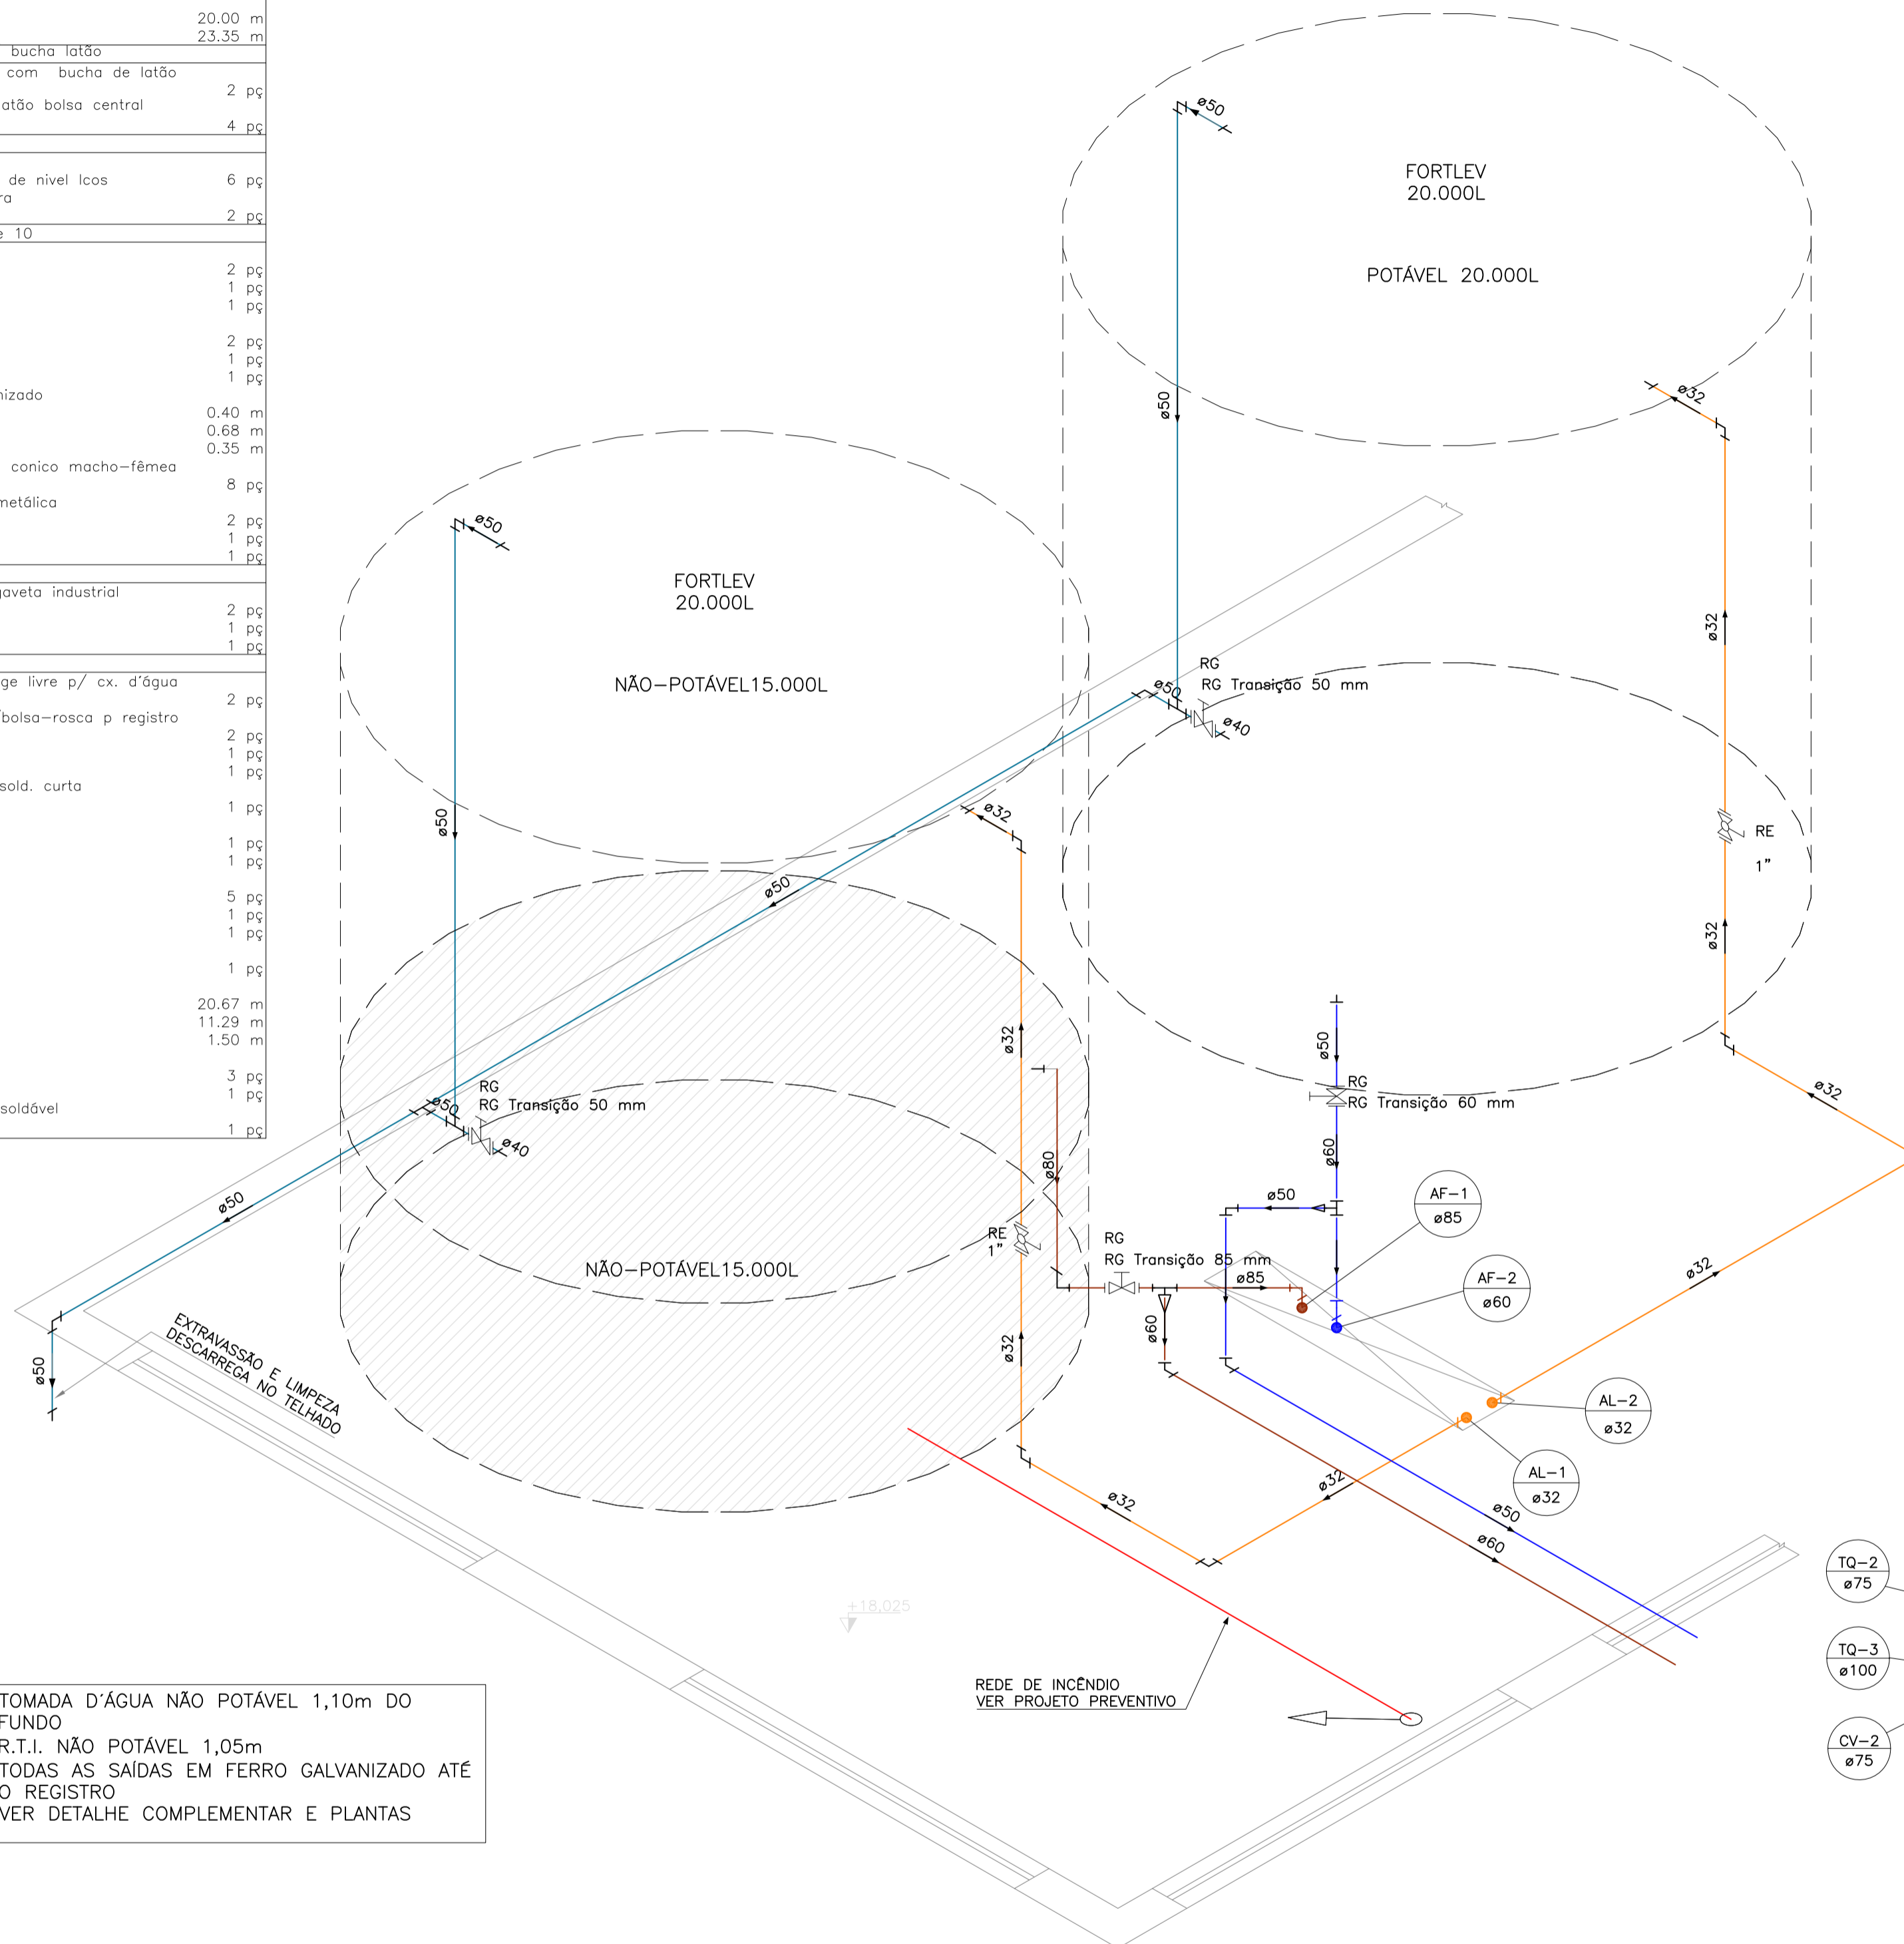 20.00 m
23.35 m
bucha latão
com bucha de latão
2 pç
atão bolsa central
4 pç
de nivel Icos
6 pç
ra
2 pç
e 10
2 pç
1 pç
1 pç
2 pç
1 pç
1 pç
nizado
0.40 m
0.68 m
0.35 m
conico macho-fêmea
8 pç
metálica
2 pç
1 pç
1 pç
gaveta industrial
2 pç
1 pç
1 pç
ge livre p/ cx. d'água
2 pç
/bolsa-rosca p registro
2 pç
1 pç
1 pç
sold. curta
1 pç
1 pç
1 pç
5 pç
1 pç
1 pç
1 pç
20.67 m
11.29 m
1.50 m
3 pç
1 pç
soldável
1 pç
ø50
FORTLEV
20.000L
POTÁVEL 20.000L
ø50
ø32
ø50
FORTLEV
20.000L
NÃO-POTÁVEL15.000L
ø32
RG
RG Transição 50 mm
ø50
ø40
ø50
ø32
RE
1"
ø50
ø32
ø32
ø50
RG
RG Transição 60 mm
ø32
RG
RG Transição 50 mm
ø50
ø40
ø80
ø60
ø50
AF-1
ø85
ø50
RE
1"
RG
RG Transição 85 mm
ø85
NÃO-POTÁVEL15.000L
AF-2
ø60
ø32
ø60
ø32
EXTRAVASSÃO E LIMPEZA
DESCARREGA NO TELHADO
ø50
AL-2
ø32
AL-1
ø32
ø32
ø32
ø50
ø60
TQ-2
ø75
+18,025
TQ-3
ø100
REDE DE INCÊNDIO
VER PROJETO PREVENTIVO
CV-2
ø75
TOMADA D'ÁGUA NÃO POTÁVEL 1,10m DO
FUNDO
R.T.I. NÃO POTÁVEL 1,05m
TODAS AS SAÍDAS EM FERRO GALVANIZADO ATÉ
O REGISTRO
VER DETALHE COMPLEMENTAR E PLANTAS